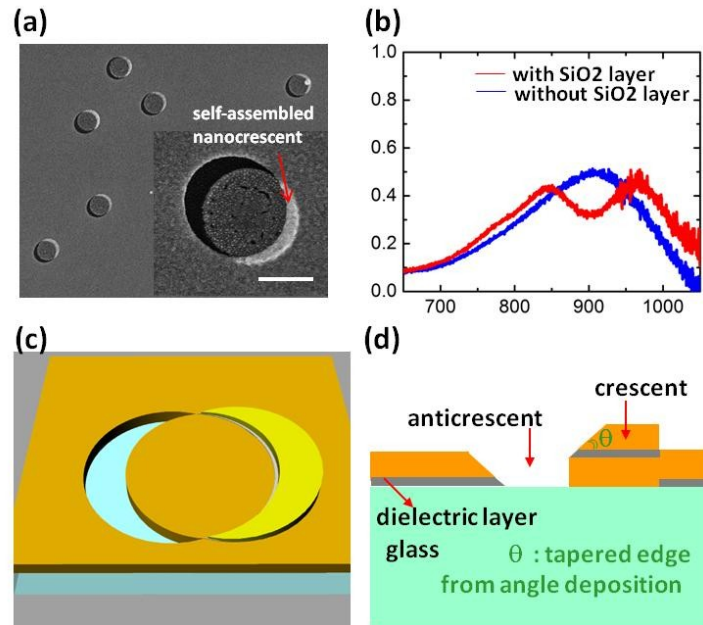 (a)
self-assembled
nanocrescent
(b)
1.0
0.8
0.6
0.4
0.2
0.0
with SiO2 layer
without SiO2 layer
700
800
900
1000
(c)
(d)
crescent
anticrescent
θ
dielectric layer
glass
θ : tapered edge
from angle deposition